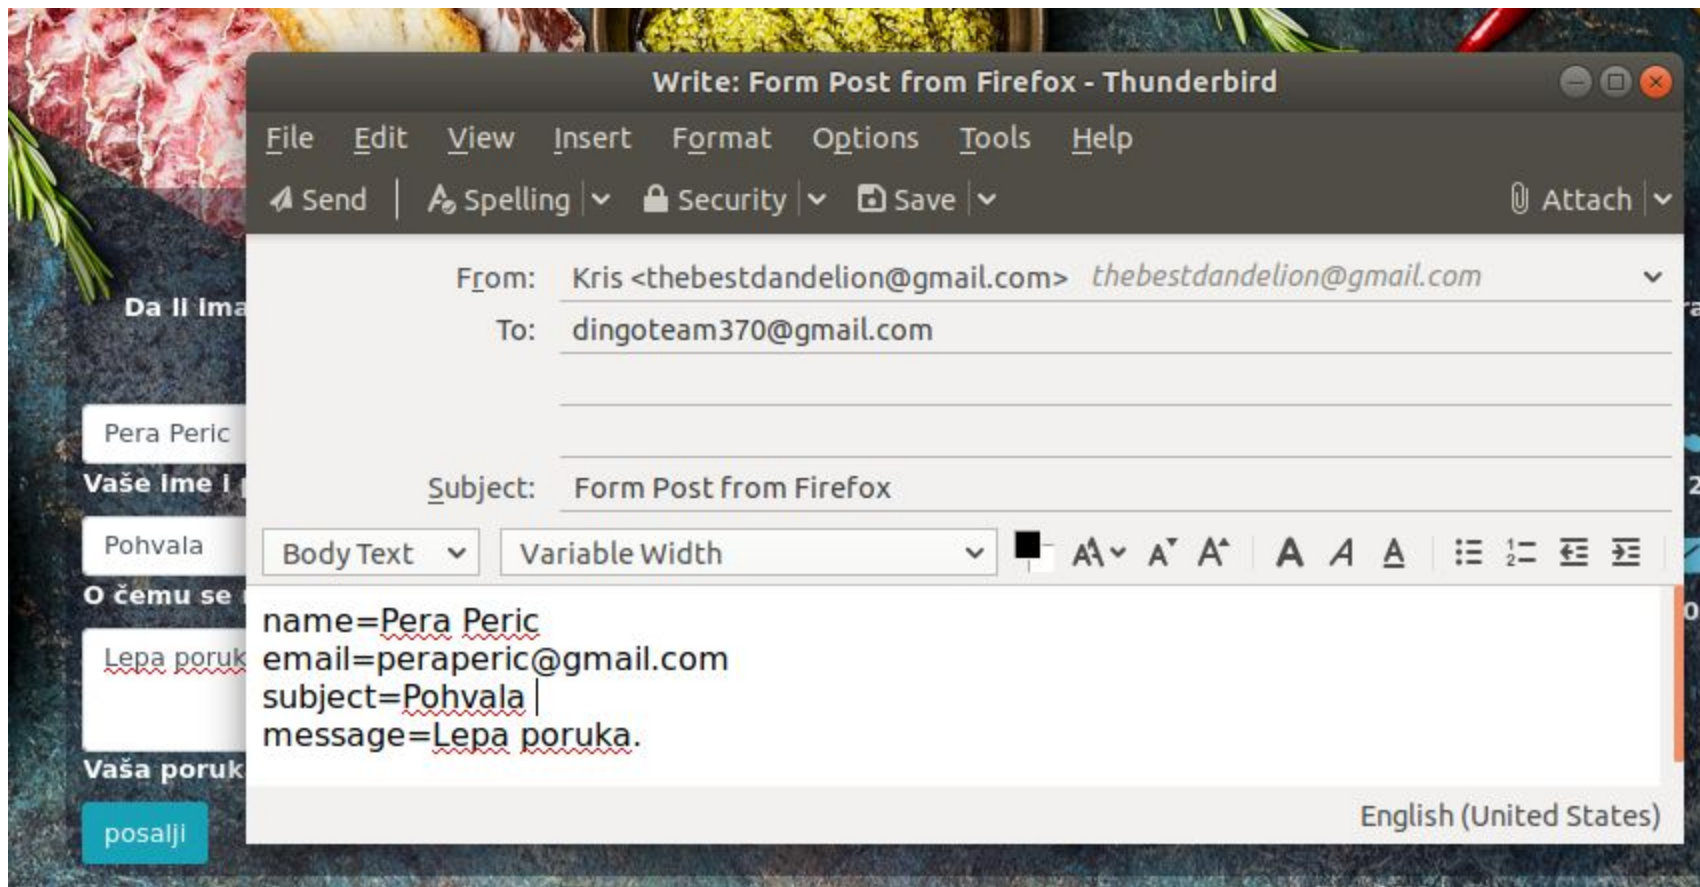 Write: Form Post from Firefox - Thunderbird
File Edit View Insert Format Options Tools Help
Send Spelling Security Save Attach
From: Kris <thebestdandelion@gmail.com> thebestdandelion@gmail.com
To: dingoteam370@gmail.com
Subject: Form Post from Firefox
Body Text Variable Width
name=Pera Peric
email=peraperic@gmail.com
subject=Pohvala
message=Lepa poruka.
English (United States)
Da li ima
Pera Peric
Vaše ime i
Pohvala
O čemu se
Lepa poruk
Vaša poruk
posalji